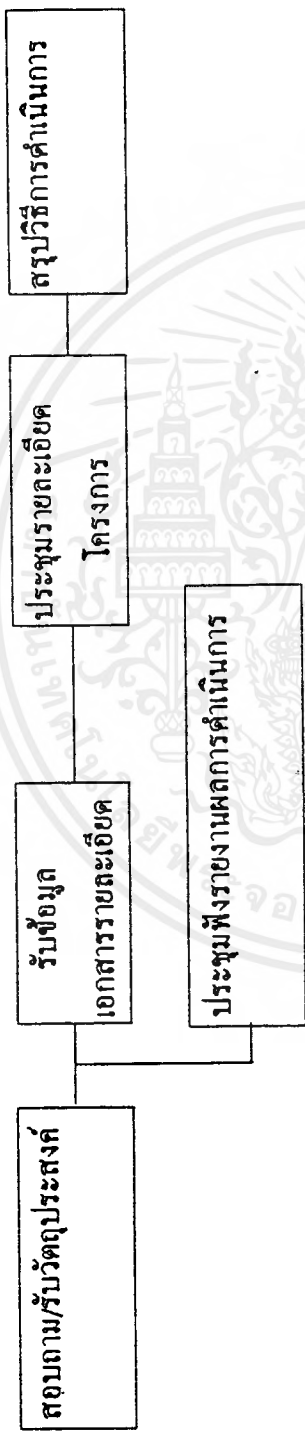 สอบถาม/รับวัตถุประสงค์
รับข้อมูล
เอกสารรายละเอียด
ประชุมรายละเอียด
โครงการ
สรุปวิธีการดำเนินการ
ประชุมฟังรายงานผลการดำเนินการ